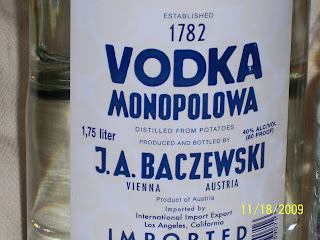 ESTABLISHED
1782
VODKA
MONOPOLOWA
1,75 liter
DISTILLED FROM POTATOES
40% ALC/VOL
(80 PROOF)
PRODUCED AND BOTTLED BY
J.A. BACZEWSKI
VIENNA AUSTRIA
Product of Austria
Imported by
International Import Export
Los Angeles, California
IMPORTED
11/18/2009